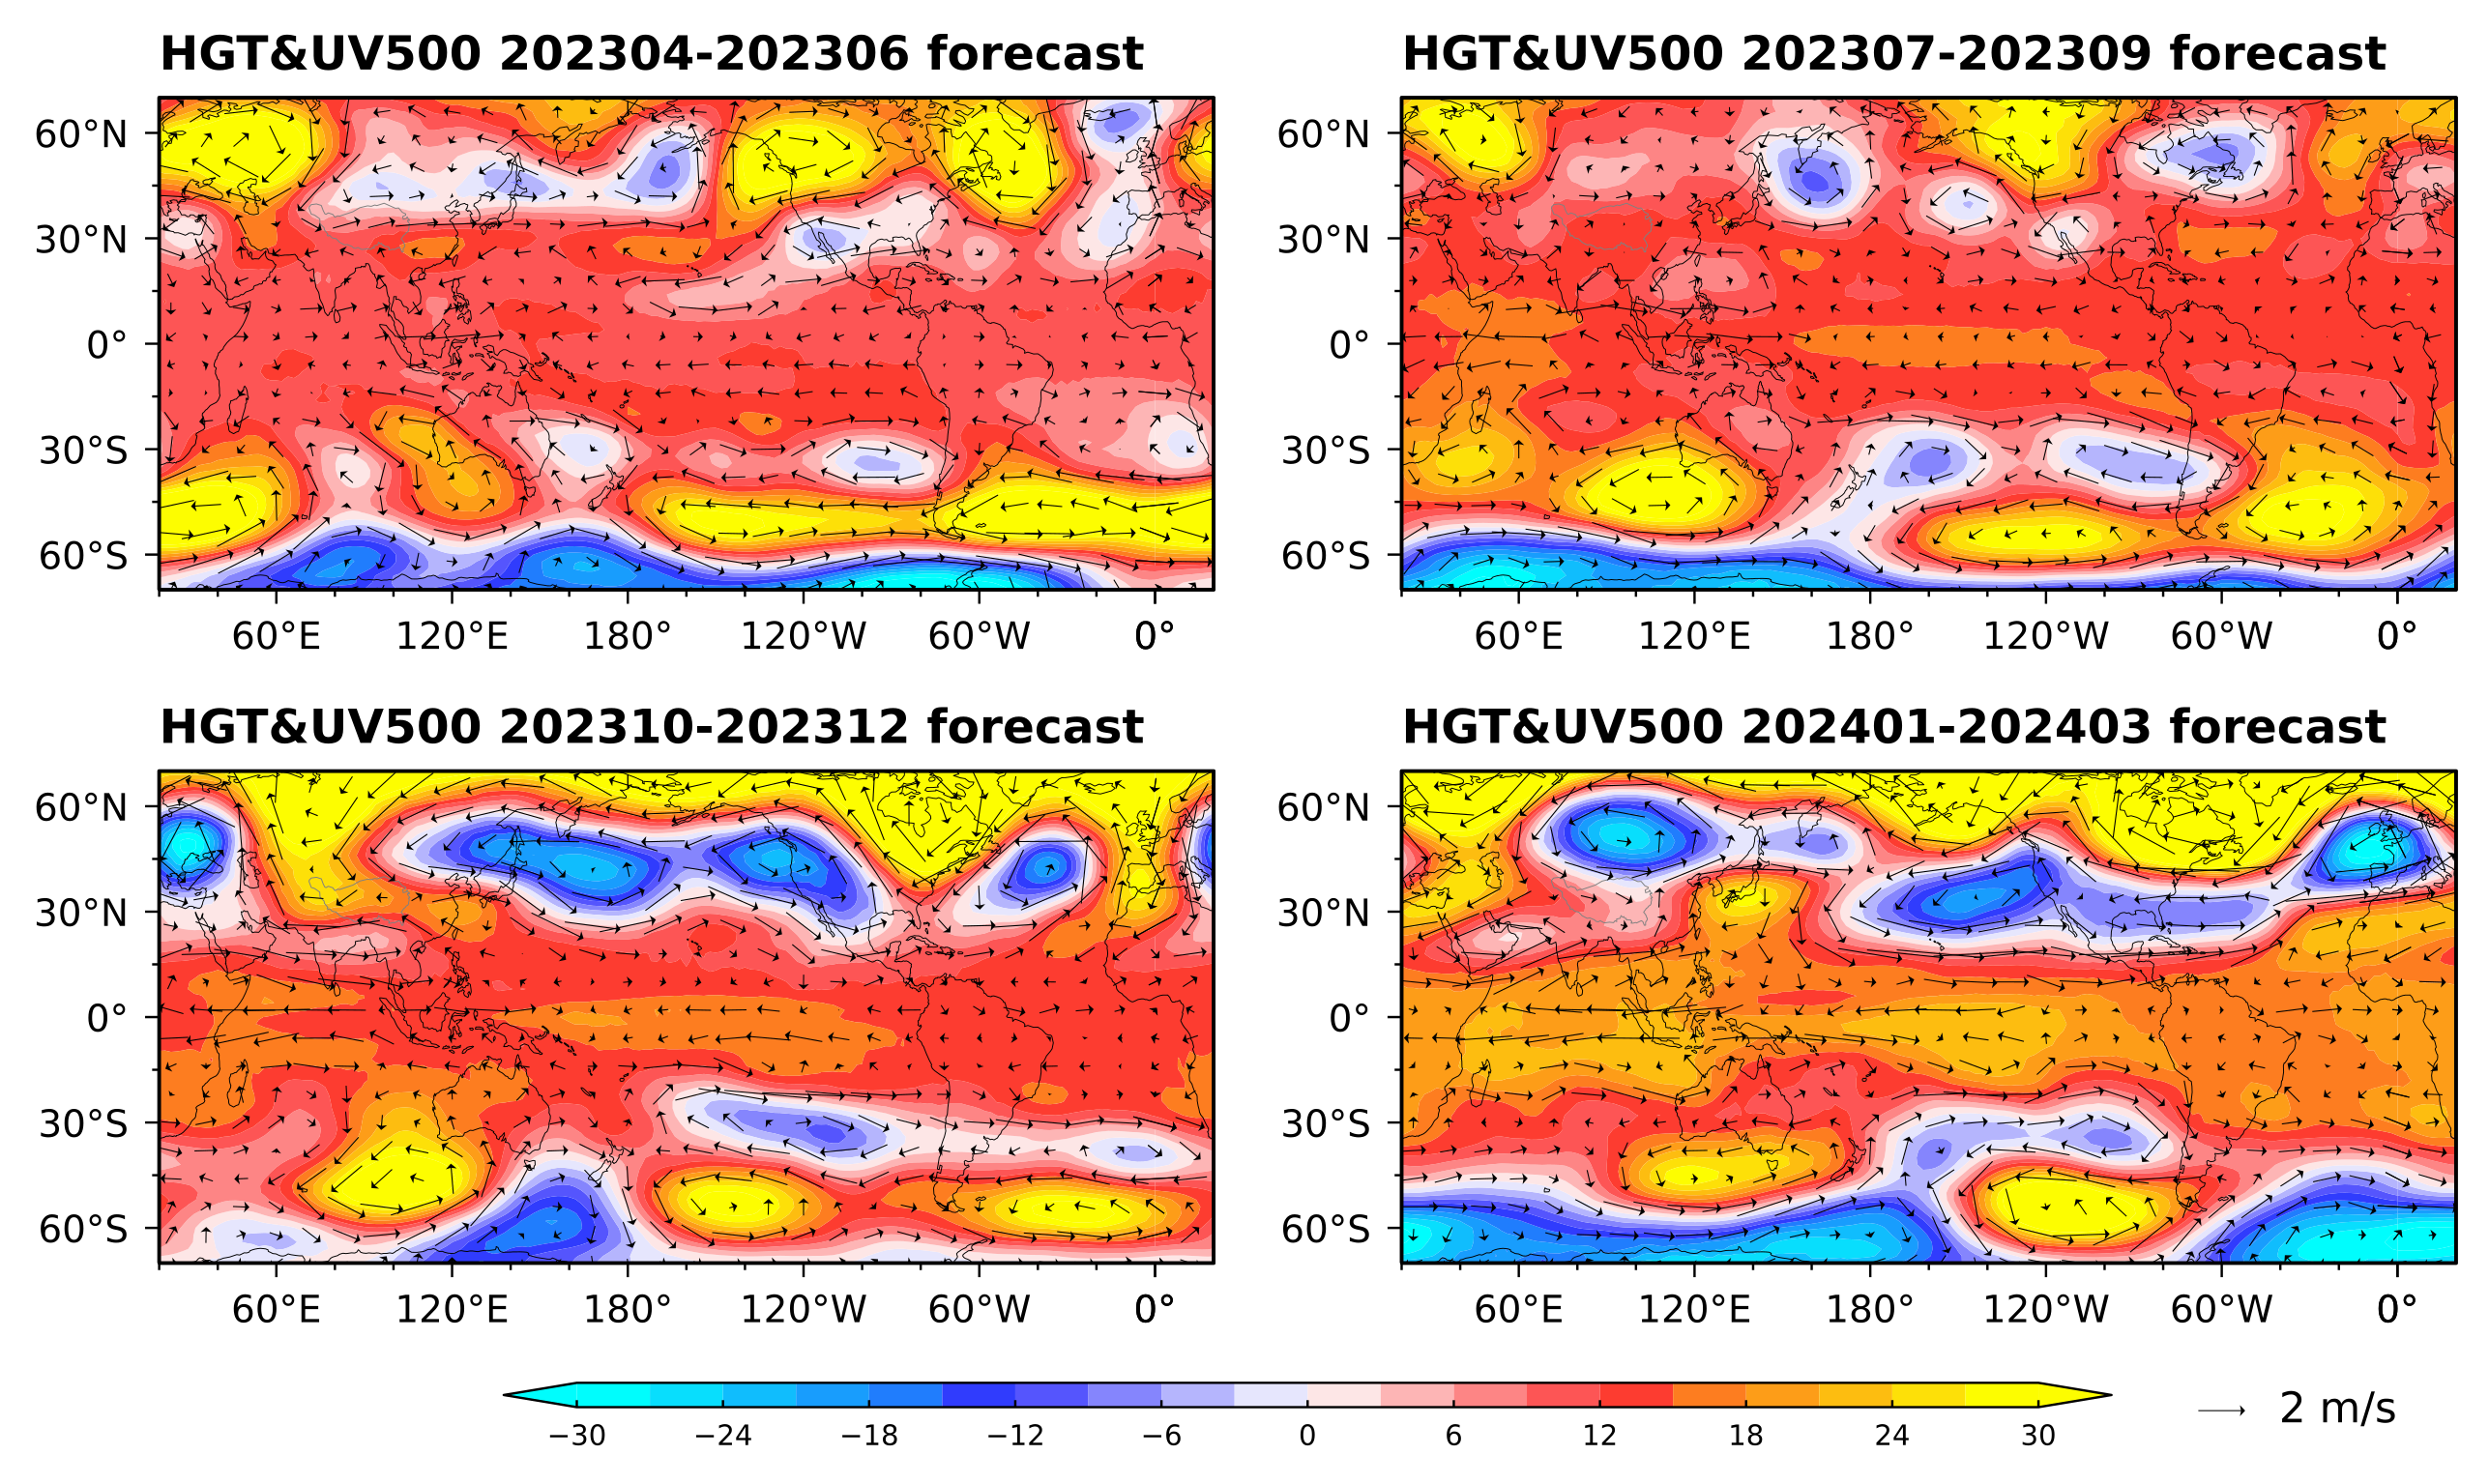 HGT&UV500 202304-202306 forecast
60°N
30°N
0°
30°S
60°S
60°E 120°E 180° 120°W 60°W 0°
HGT&UV500 202307-202309 forecast
60°N
30°N
0°
30°S
60°S
60°E 120°E 180° 120°W 60°W 0°
HGT&UV500 202310-202312 forecast
60°N
30°N
0°
30°S
60°S
60°E 120°E 180° 120°W 60°W 0°
HGT&UV500 202401-202403 forecast
60°N
30°N
0°
30°S
60°S
60°E 120°E 180° 120°W 60°W 0°
−30 −24 −18 −12 −6 0 6 12 18 24 30
2 m/s